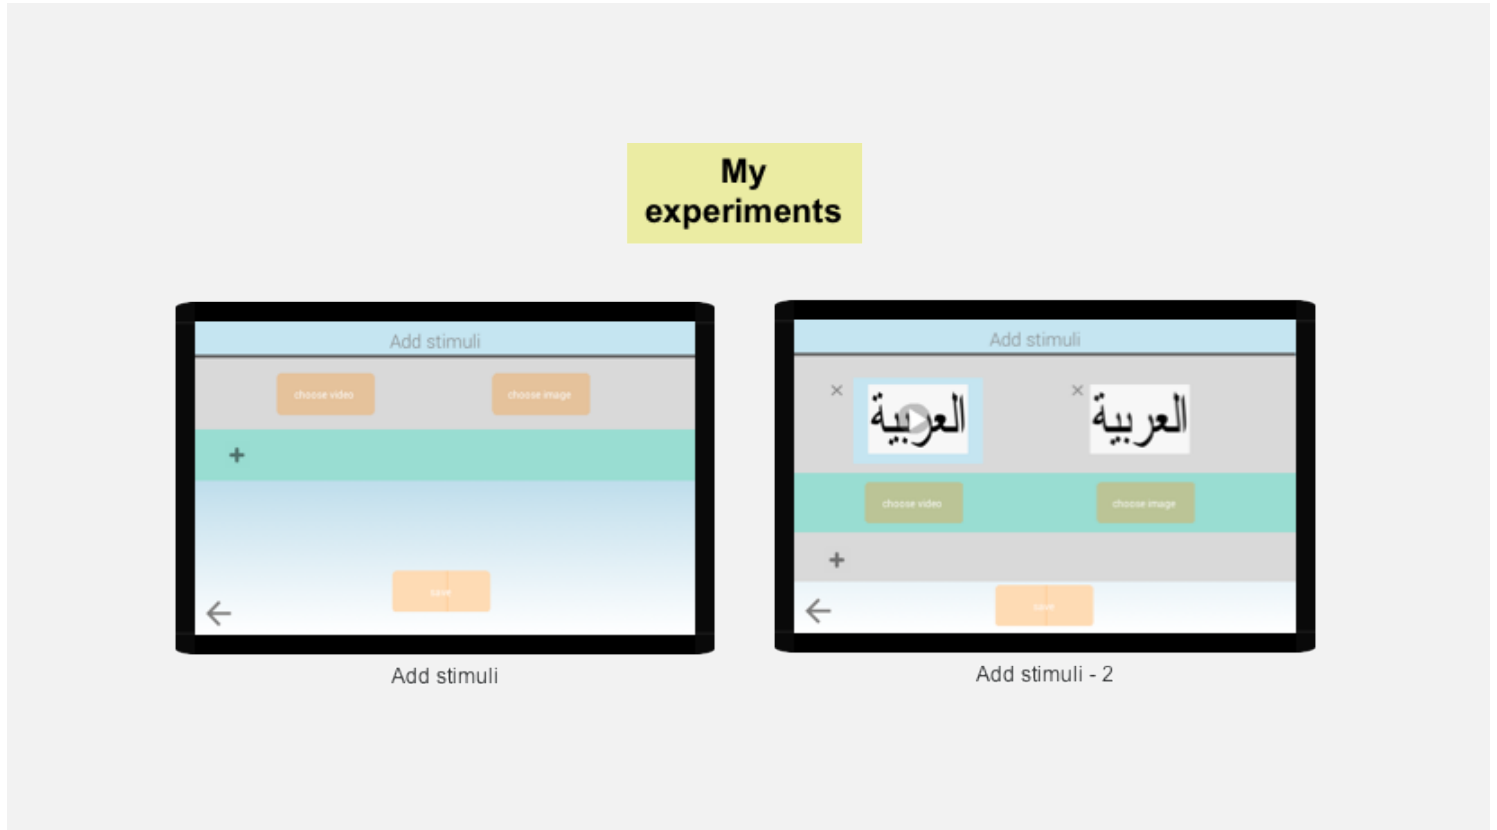 My
experiments
Add stimuli
choose video
choose image
+
save
Add stimuli
Add stimuli
العربية
العربية
choose video
choose image
+
save
Add stimuli - 2